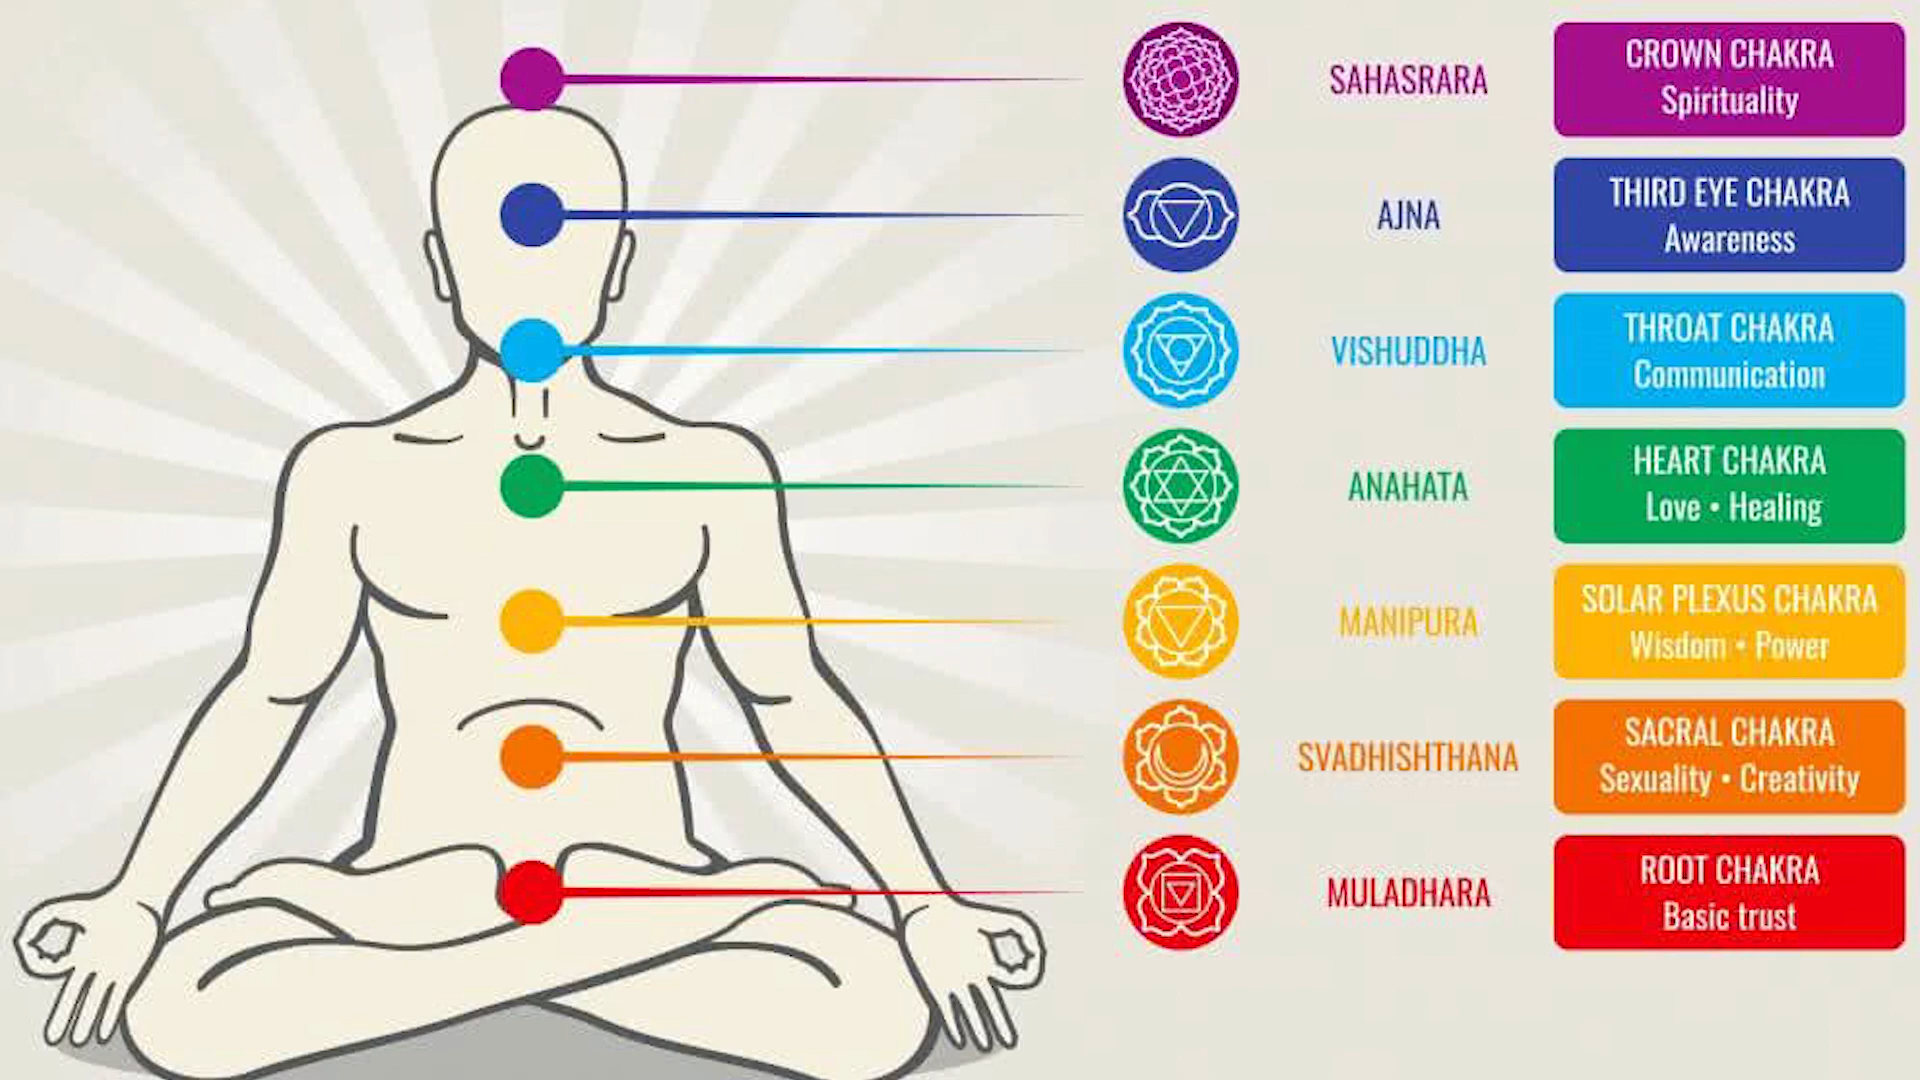 SAHASRARA
CROWN CHAKRA
Spirituality
AJNA
THIRD EYE CHAKRA
Awareness
VISHUDDHA
THROAT CHAKRA
Communication
ANAHATA
HEART CHAKRA
Love • Healing
MANIPURA
SOLAR PLEXUS CHAKRA
Wisdom • Power
SVADHISHTHANA
SACRAL CHAKRA
Sexuality • Creativity
MULADHARA
ROOT CHAKRA
Basic trust